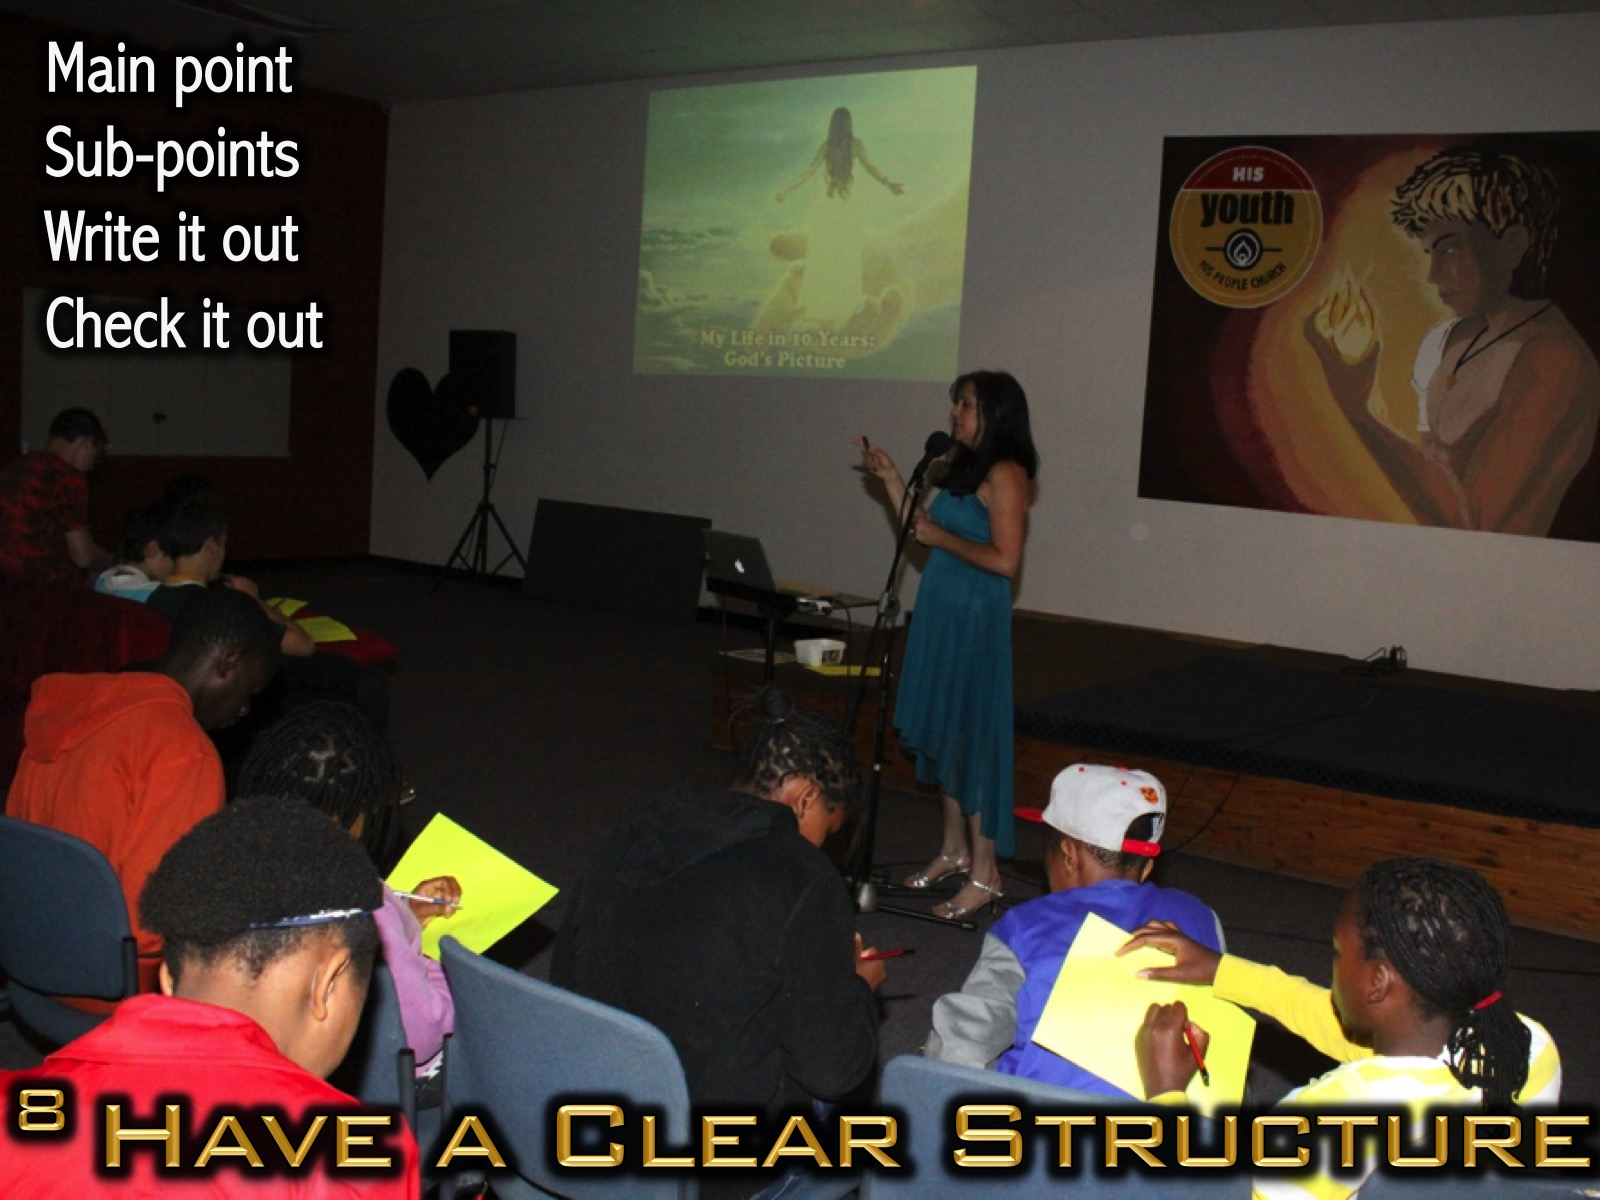 Main point
Sub-points
Write it out
Check it out
My Life in 10 Years:
God's Picture
HIS
youth
HIS PEOPLE CHURCH
8 HAVE A CLEAR STRUCTURE